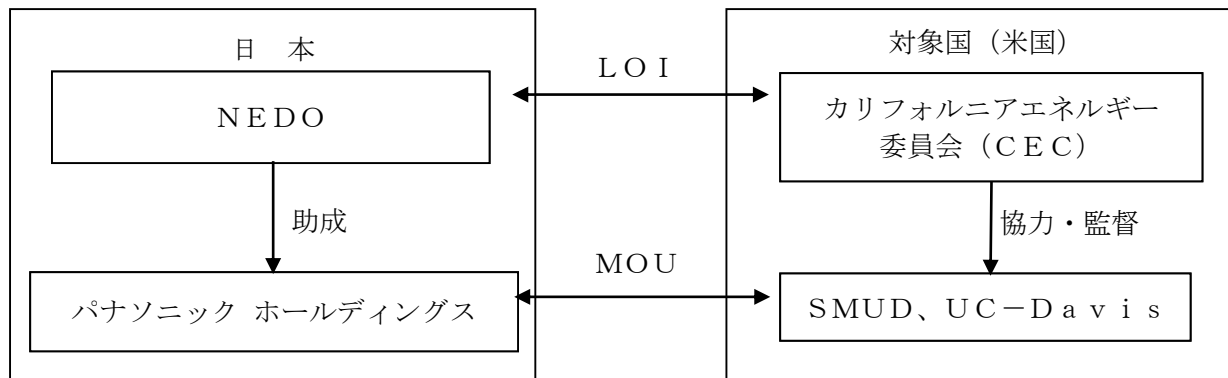 日　本
ＮＥＤＯ
助成
パナソニック ホールディングス
ＬＯＩ
ＭＯＵ
対象国（米国）
カリフォルニアエネルギー
委員会（ＣＥＣ）
協力・監督
ＳＭＵＤ、ＵＣ－Ｄａｖｉｓ